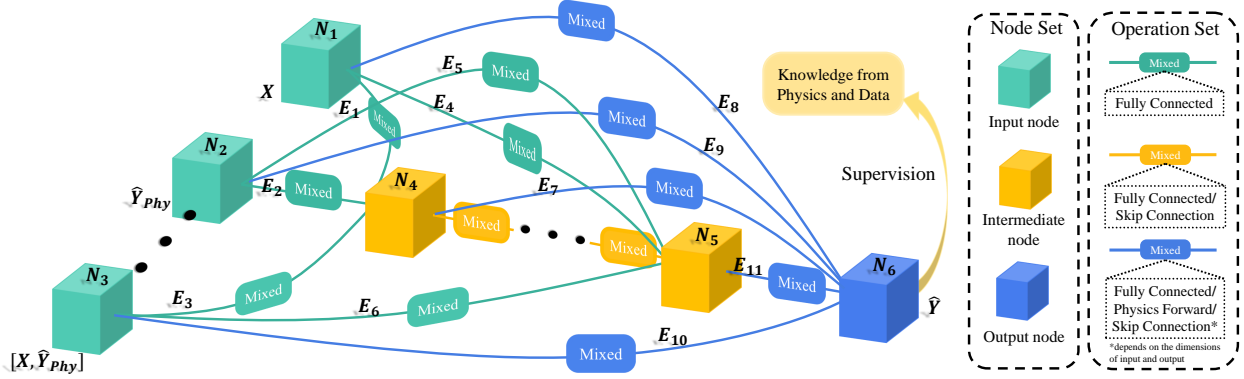 N1
X
E1
Mixed
E5
Mixed
E4
Mixed
Mixed
E8
Knowledge from
Physics and Data
N2
ŶPhy
E2
Mixed
N4
Mixed
E9
E7
Mixed
Supervision
Mixed
Mixed
N5
E11
Mixed
N6
Ŷ
N3
[X, ŶPhy]
E3
Mixed
E6
Mixed
E10
Mixed
Node Set
Input node
Intermediate
node
Output node
Operation Set
Mixed
Fully Connected
Mixed
Fully Connected/
Skip Connection
Mixed
Fully Connected/
Physics Forward/
Skip Connection*
*depends on the dimensions
of input and output